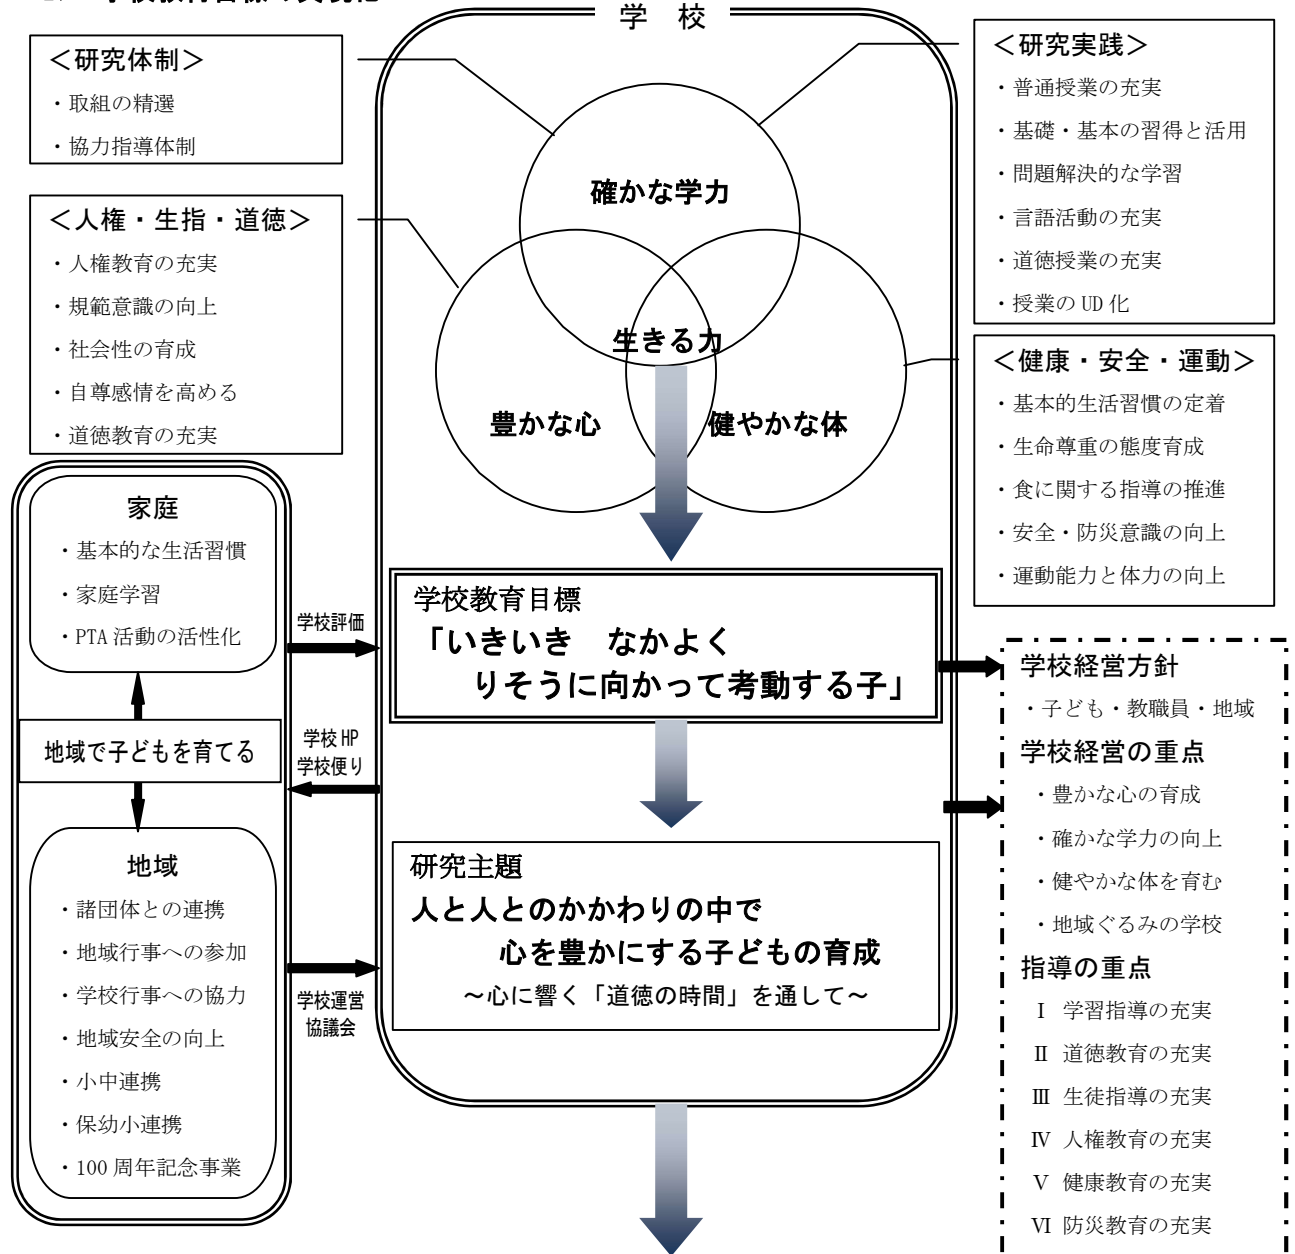 学　校
＜研究体制＞
・取組の精選
・協力指導体制
＜人権・生指・道徳＞
・人権教育の充実
・規範意識の向上
・社会性の育成
・自尊感情を高める
・道徳教育の充実
確かな学力
生きる力
豊かな心
健やかな体
＜研究実践＞
・普通授業の充実
・基礎・基本の習得と活用
・問題解決的な学習
・言語活動の充実
・道徳授業の充実
・授業の UD 化
＜健康・安全・運動＞
・基本的生活習慣の定着
・生命尊重の態度育成
・食に関する指導の推進
・安全・防災意識の向上
・運動能力と体力の向上
家庭
・基本的な生活習慣
・家庭学習
・PTA 活動の活性化
地域で子どもを育てる
地域
・諸団体との連携
・地域行事への参加
・学校行事への協力
・地域安全の向上
・小中連携
・保幼小連携
・100 周年記念事業
学校評価
学校 HP
学校便り
学校運営
協議会
学校教育目標
「いきいき　なかよく
りそうに向かって考動する子」
研究主題
人と人とのかかわりの中で
心を豊かにする子どもの育成
～心に響く「道徳の時間」を通して～
学校経営方針
・子ども・教職員・地域
学校経営の重点
・豊かな心の育成
・確かな学力の向上
・健やかな体を育む
・地域ぐるみの学校
指導の重点
Ⅰ 学習指導の充実
Ⅱ 道徳教育の充実
Ⅲ 生徒指導の充実
Ⅳ 人権教育の充実
Ⅴ 健康教育の充実
Ⅵ 防災教育の充実